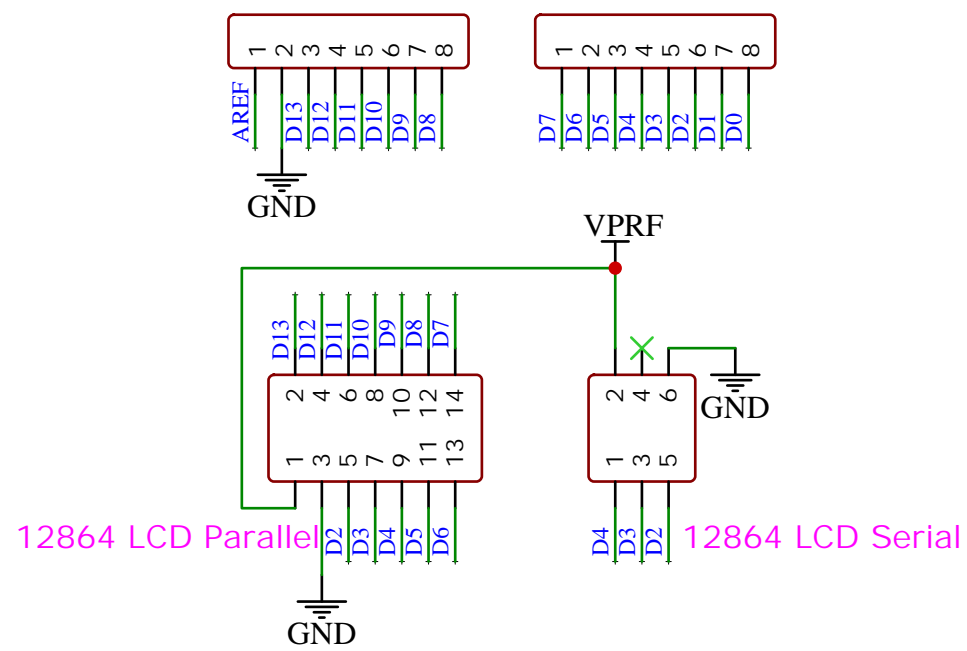 1 2 3 4 5 6 7 8
AREF D13 D12 D11 D10 D9 D8
GND
1 2 3 4 5 6 7 8
D7 D6 D5 D4 D3 D2 D1 D0
VPRF
D13 D12 D11 D10 D9 D8 D7
2 4 6 8 10 12 14
1 3 5 7 9 11 13
12864 LCD Parallel
D2 D3 D4 D5 D6
GND
2 4 6
GND
1 3 5
D4 D3 D2
12864 LCD Serial